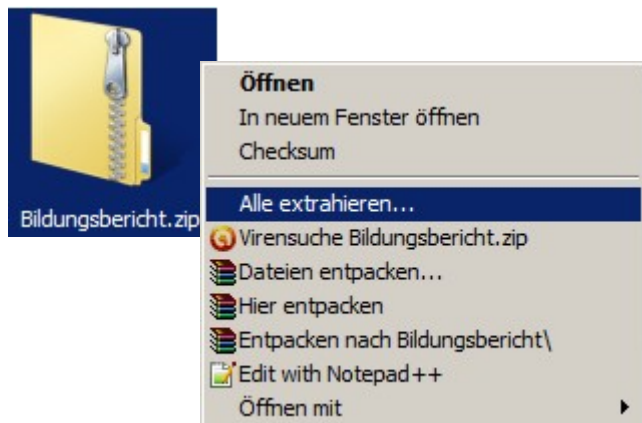 Bildungsbericht.zip
Öffnen
In neuem Fenster öffnen
Checksum
Alle extrahieren...
Virensuche Bildungsbericht.zip
Dateien entpacken...
Hier entpacken
Entpacken nach Bildungsbericht\
Edit with Notepad++
Öffnen mit